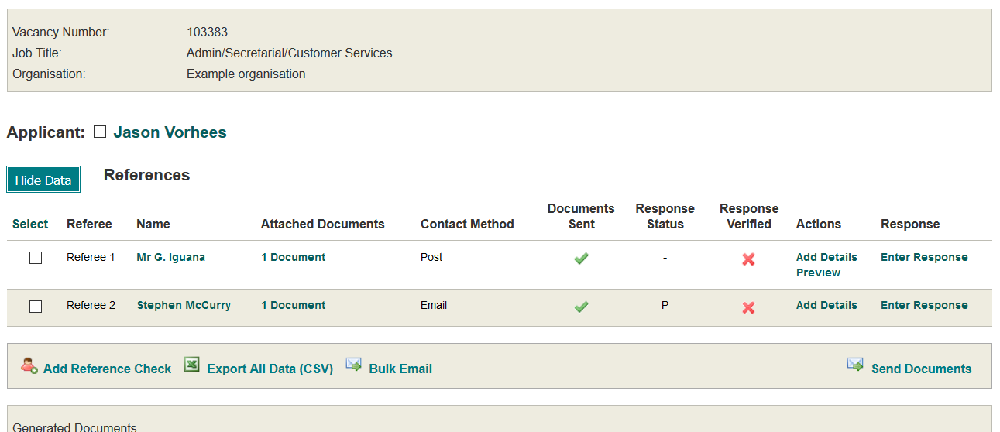 Vacancy Number: 103383
Job Title: Admin/Secretarial/Customer Services
Organisation: Example organisation
Applicant: Jason Vorhees
Hide Data References
Select Referee Name Attached Documents Contact Method Documents Sent Response Status Response Verified Actions Response
Referee 1 Mr G. Iguana 1 Document Post - Add Details Enter Response
Preview
Referee 2 Stephen McCurry 1 Document Email P Add Details Enter Response
Add Reference Check Export All Data (CSV) Bulk Email Send Documents
Generated Documents